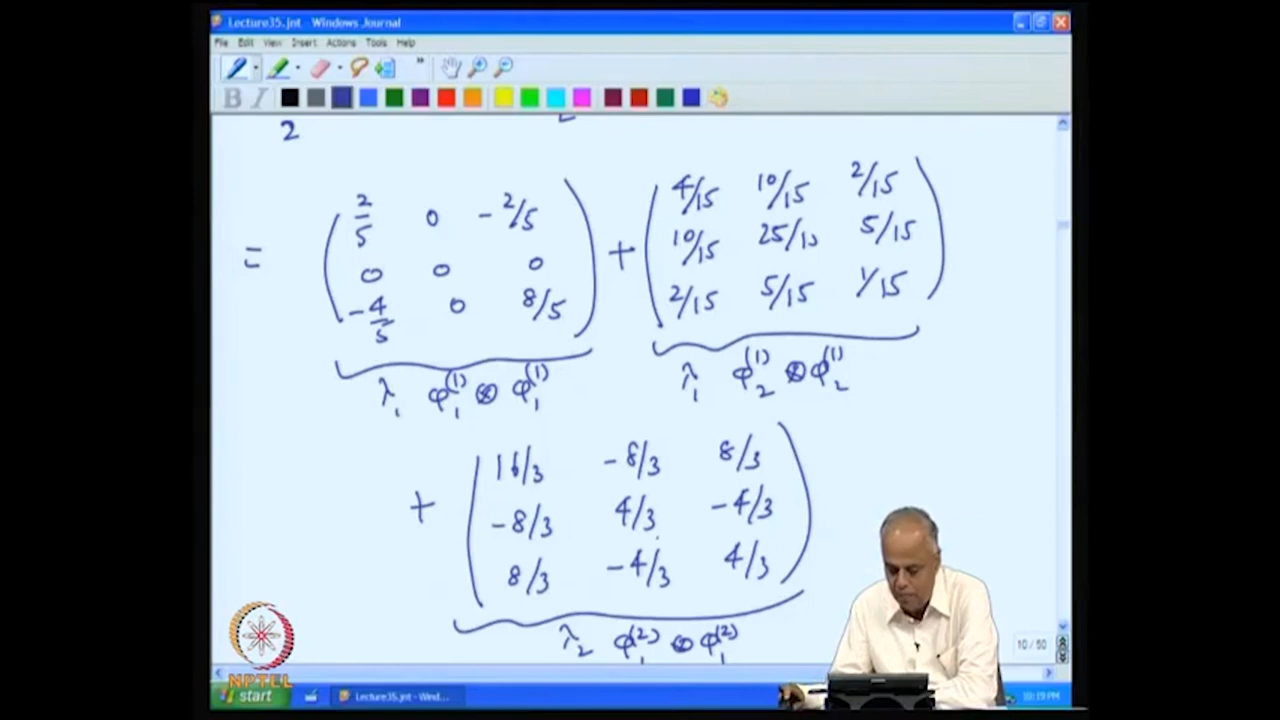 Lecture35.jnt - Windows Journal
File Edit View Insert Actions Tools Help
B I
2
= ( 2/5 0 -2/5 ) + ( 4/15 10/15 2/15 )
( 0 0 0 ) ( 10/15 25/15 5/15 )
( -4/5 0 8/5 ) ( 2/15 5/15 1/15 )
λ₁ φ₁⁽¹⁾ ⊗ φ₁⁽¹⁾ λ₁ φ₂⁽¹⁾ ⊗ φ₂⁽¹⁾
+ ( 16/3 -8/3 8/3 )
( -8/3 4/3 -4/3 )
( 8/3 -4/3 4/3 )
λ₂ φ₁⁽²⁾ ⊗ φ₁⁽²⁾
10 / 50
NPTEL
start Lecture35.jnt - Wind... 10:19 PM